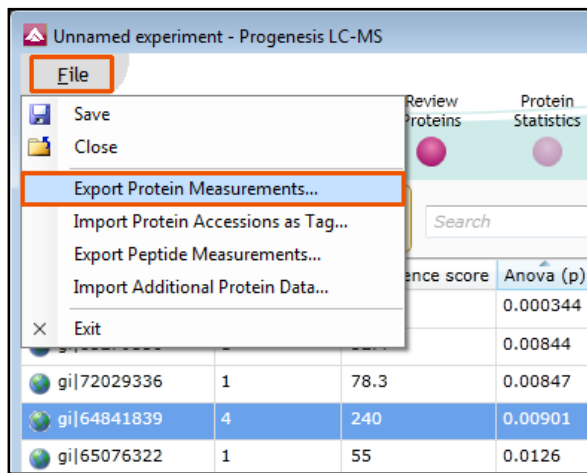 Unnamed experiment - Progenesis LC-MS
File
Review Proteins
Protein Statistics
Save
Close
Export Protein Measurements...
Import Protein Accessions as Tag...
Export Peptide Measurements...
Import Additional Protein Data...
Exit
Search
ence score Anova (p)
0.000344
0.00844
gi|72029336 1 78.3 0.00847
gi|64841839 4 240 0.00901
gi|65076322 1 55 0.0126